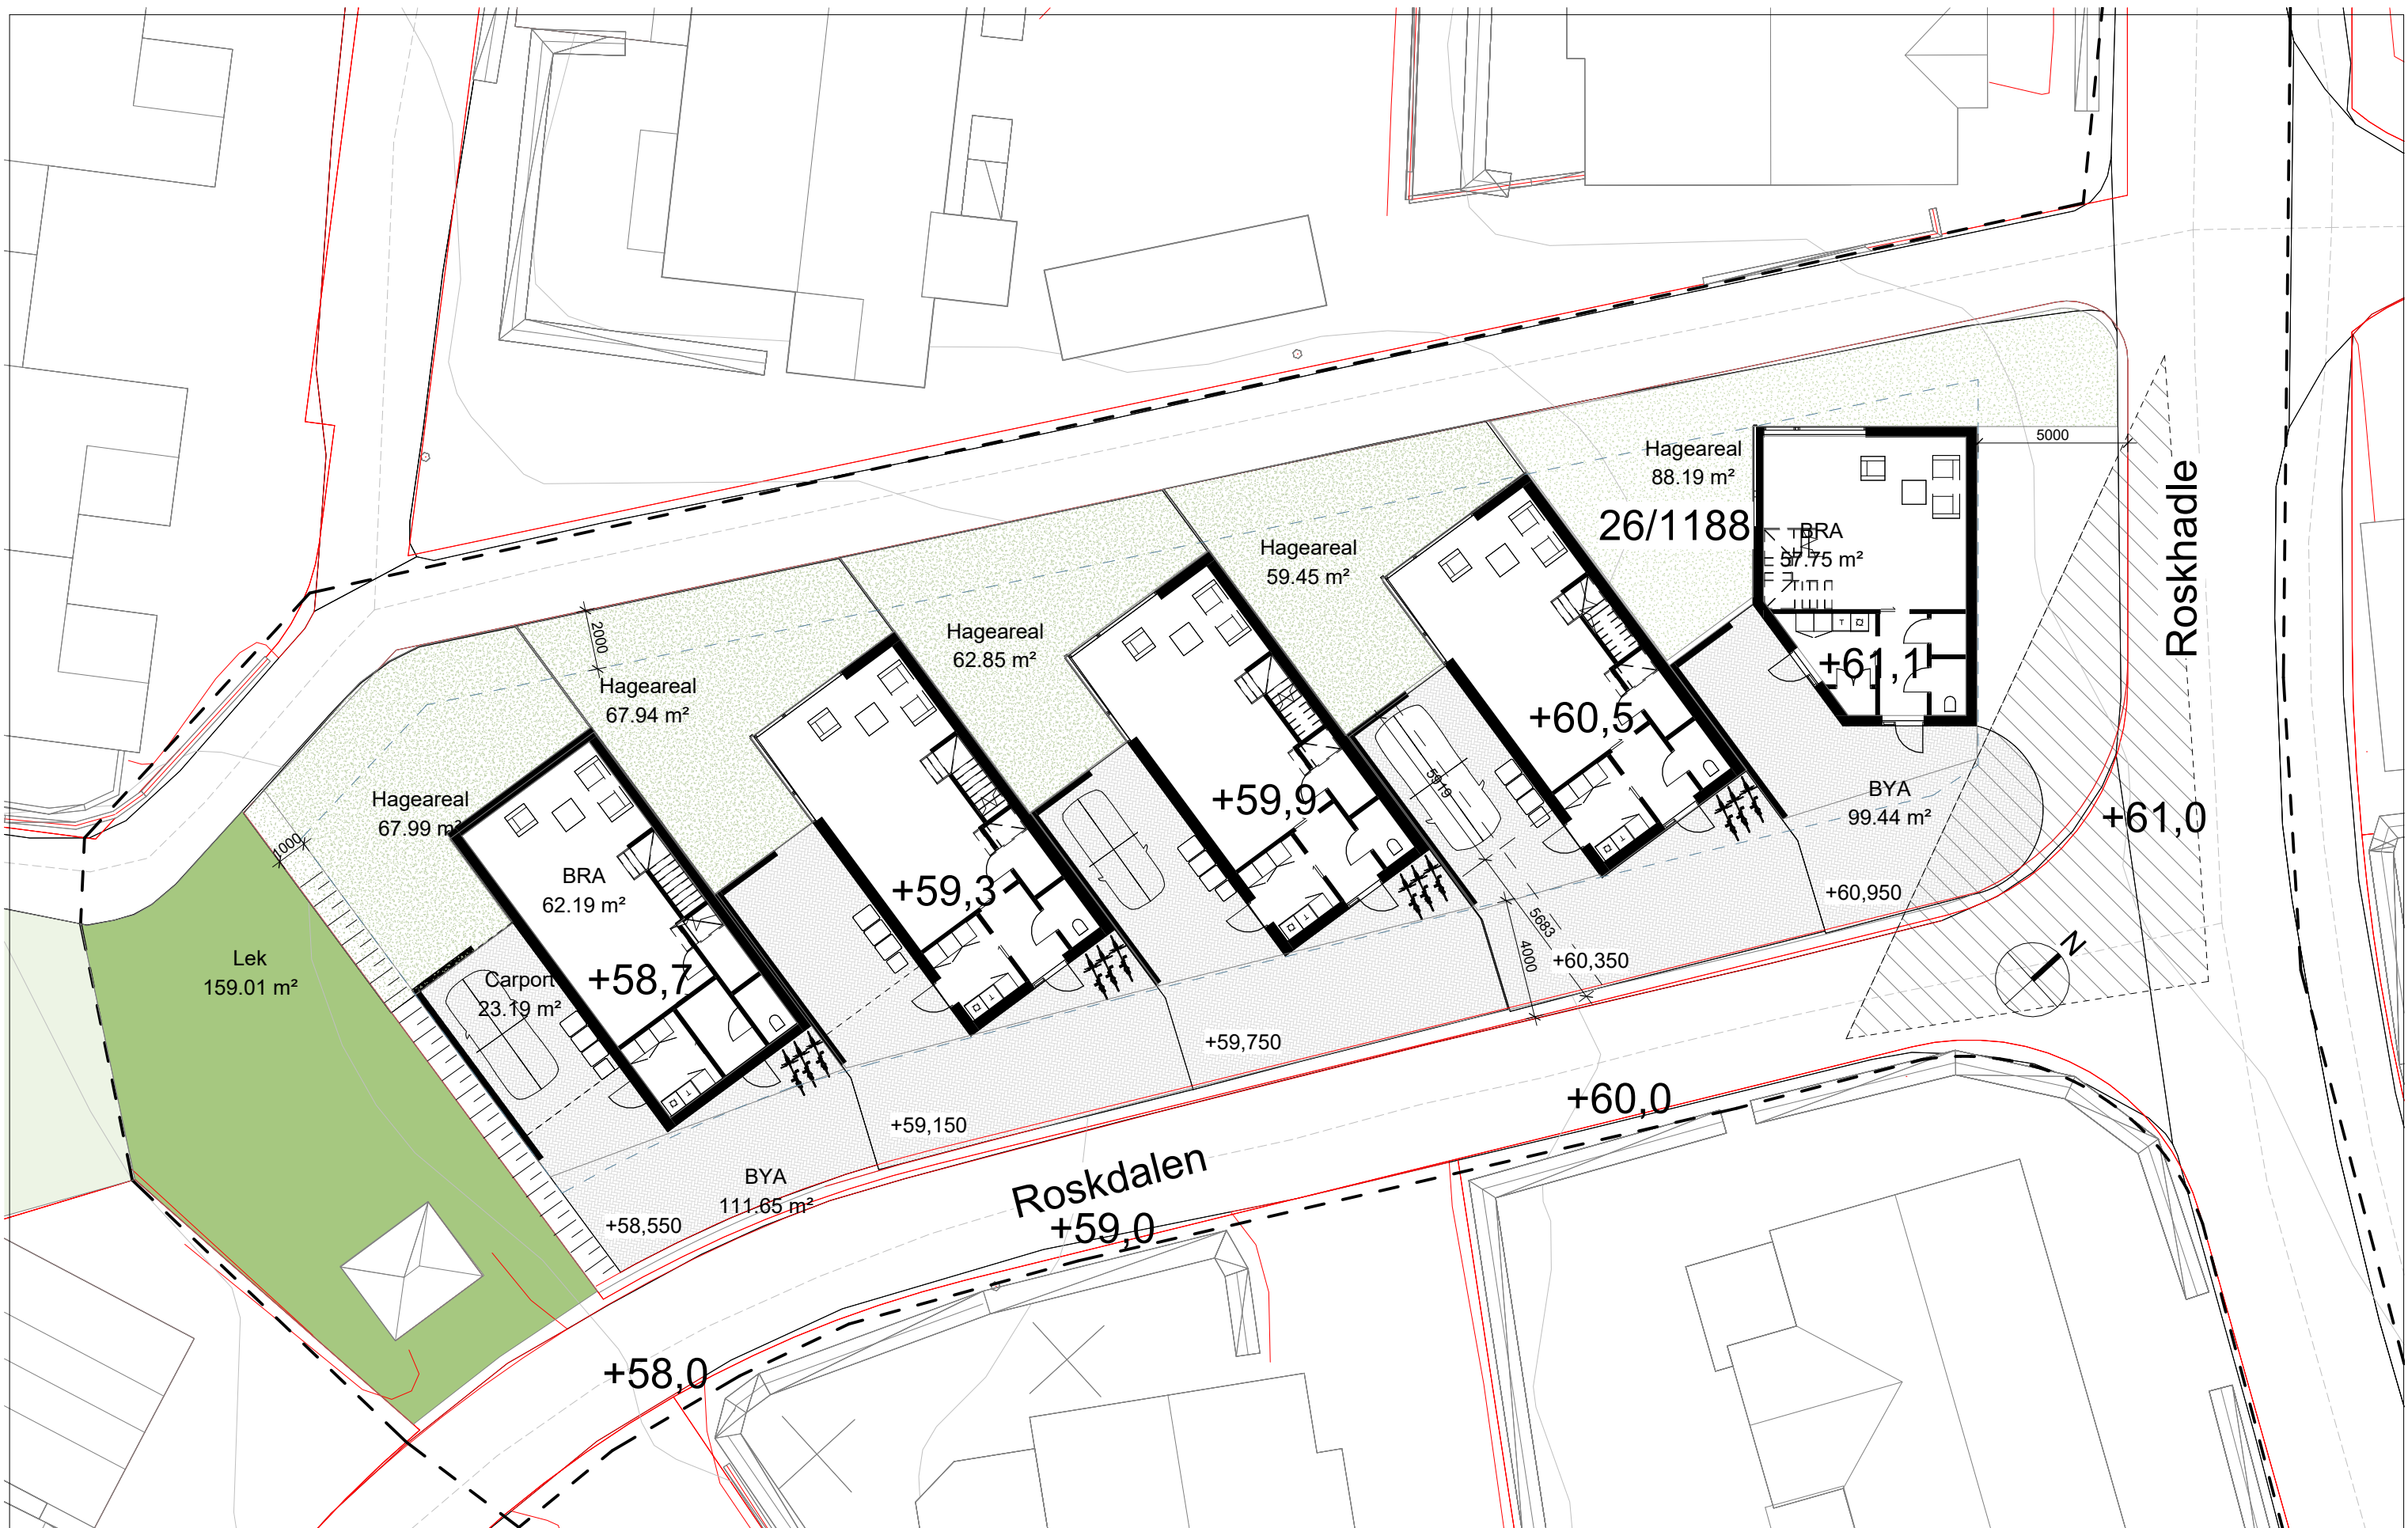 Hageareal
88.19 m²
5000
Roskhadle
26/1188
BRA
57.75 m²
Hageareal
59.45 m²
Hageareal
62.85 m²
2000
Hageareal
67.94 m²
+61,1
+60,5
5919
BYA
99.44 m²
+61,0
Hageareal
67.99 m²
1000
+59,9
BRA
62.19 m²
+59,3
+60,950
5683
4000
+60,350
N
Lek
159.01 m²
Carport
23.19 m²
+58,7
+59,750
+60,0
+59,150
BYA
111.65 m²
Roskdalen
+58,550
+59,0
+58,0